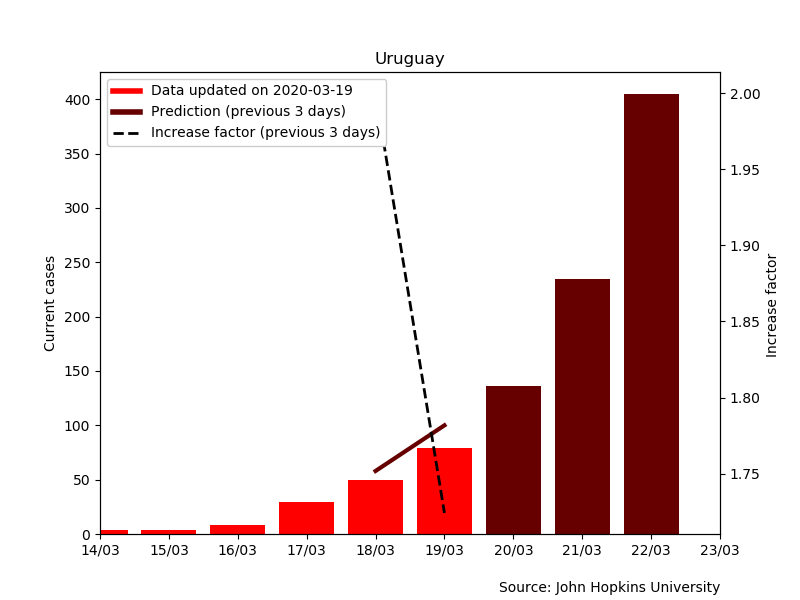 Uruguay
Data updated on 2020-03-19
Prediction (previous 3 days)
Increase factor (previous 3 days)
Current cases
400
350
300
250
200
150
100
50
0
Increase factor
2.00
1.95
1.90
1.85
1.80
1.75
14/03 15/03 16/03 17/03 18/03 19/03 20/03 21/03 22/03 23/03
Source: John Hopkins University